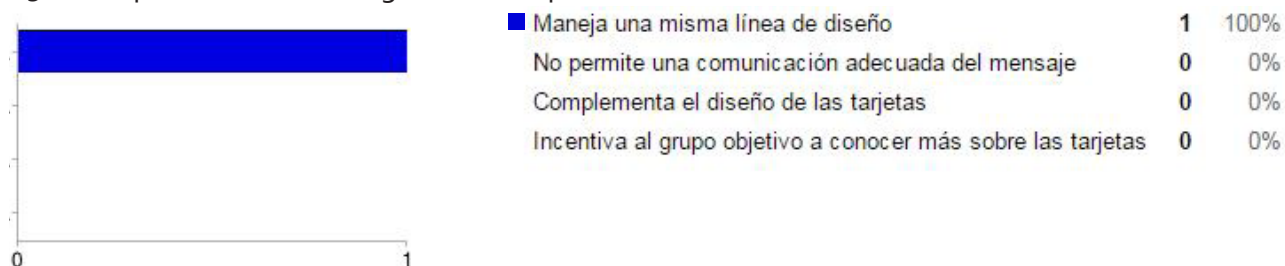 Maneja una misma línea de diseño 1 100%
No permite una comunicación adecuada del mensaje 0 0%
Complementa el diseño de las tarjetas 0 0%
Incentiva al grupo objetivo a conocer más sobre las tarjetas 0 0%
0 1